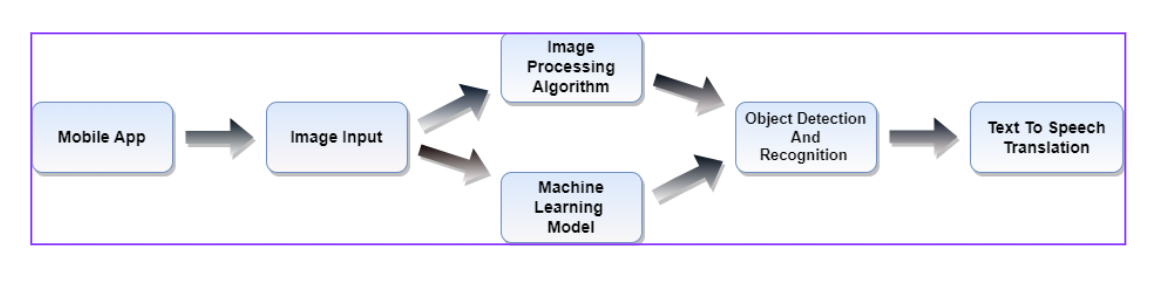 Mobile App
Image Input
Image
Processing
Algorithm
Machine
Learning
Model
Object Detection
And
Recognition
Text To Speech
Translation